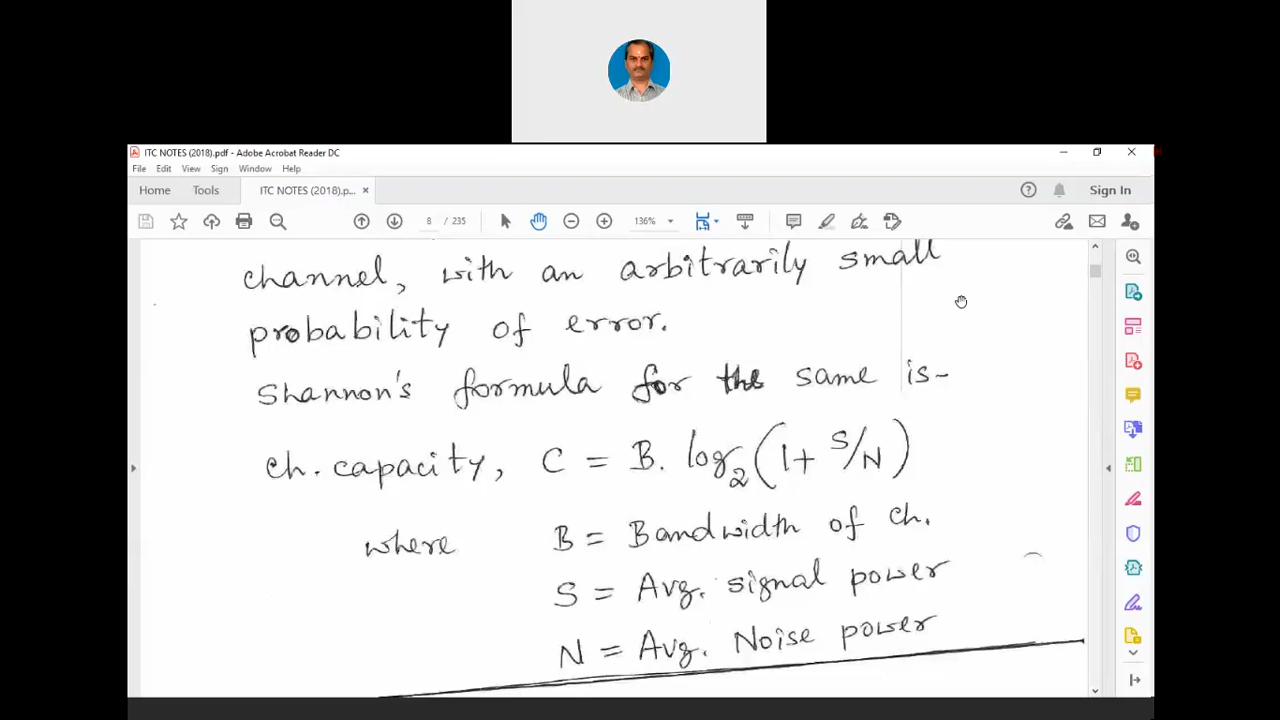 ITC NOTES (2018).pdf - Adobe Acrobat Reader DC
File Edit View Sign Window Help
Home Tools ITC NOTES (2018).p... × Sign In
8 / 235 136%
channel, with an arbitrarily small
probability of error.
Shannon's formula for the same is-
Ch. capacity, C = B. log₂(1+ S/N)
where B = Bandwidth of ch.
S = Avg. signal power
N = Avg. Noise power